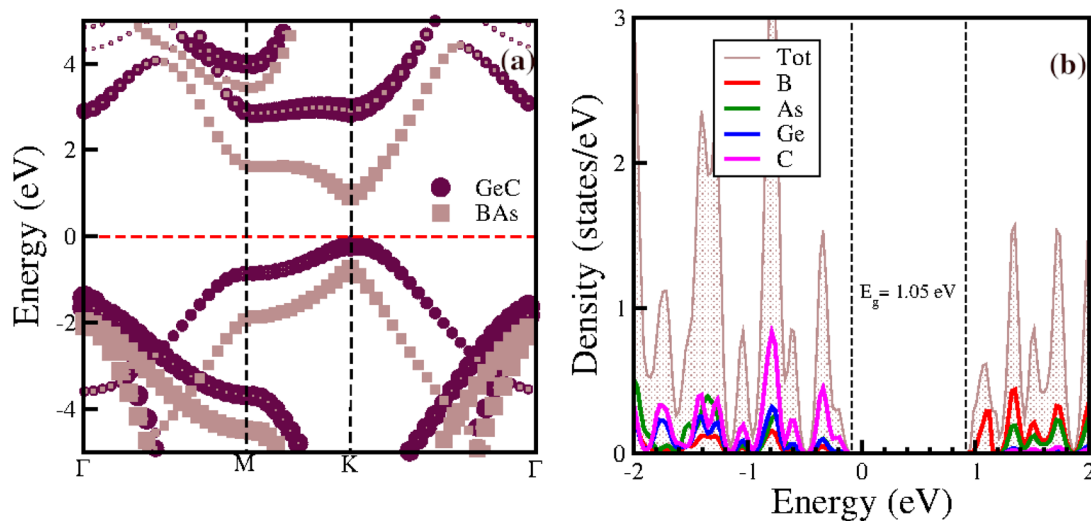 (a)
Energy (eV)
4
2
0
-2
-4
GeC
BAs
Γ
M
K
Γ
(b)
Density (states/eV)
3
2
1
0
Tot
B
As
Ge
C
E_g= 1.05 eV
-2
-1
0
1
2
Energy (eV)